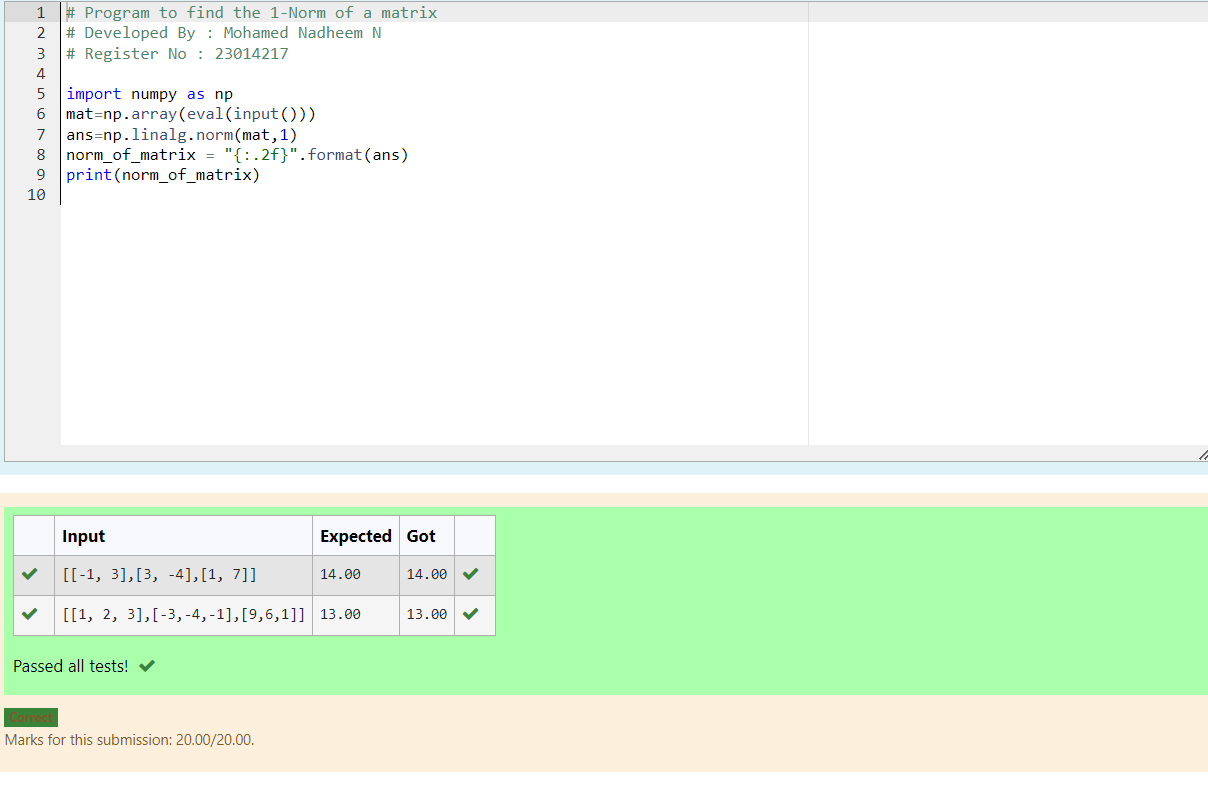 1 # Program to find the 1-Norm of a matrix
2 # Developed By : Mohamed Nadheem N
3 # Register No : 23014217
4
5 import numpy as np
6 mat=np.array(eval(input()))
7 ans=np.linalg.norm(mat,1)
8 norm_of_matrix = "{:.2f}".format(ans)
9 print(norm_of_matrix)
10
Input Expected Got
[[-1, 3],[3, -4],[1, 7]] 14.00 14.00
[[1, 2, 3],[-3,-4,-1],[9,6,1]] 13.00 13.00
Passed all tests!
Correct
Marks for this submission: 20.00/20.00.